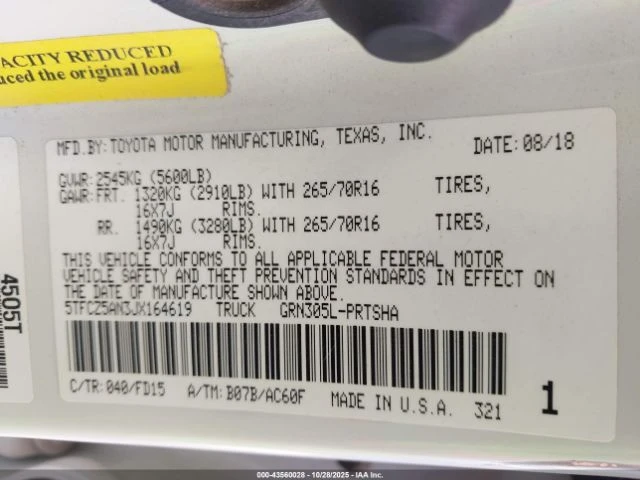 ACITY REDUCED
uced the original load
MFD.BY:TOYOTA MOTOR MANUFACTURING, TEXAS, INC. DATE:08/18
GVWR:2545KG (5600LB)
GAWR:FRT. 1320KG (2910LB) WITH 265/70R16 TIRES,
16X7J RIMS.
RR. 1490KG (3280LB) WITH 265/70R16 TIRES,
16X7J RIMS.
THIS VEHICLE CONFORMS TO ALL APPLICABLE FEDERAL MOTOR
VEHICLE SAFETY AND THEFT PREVENTION STANDARDS IN EFFECT ON
THE DATE OF MANUFACTURE SHOWN ABOVE.
5TFCZ5AN3JX164619 TRUCK GRN305L-PRTSHA
C/TR:040/FD15 A/TM:B07B/AC60F MADE IN U.S.A. 321 1
4505T
000-43560028 - 10/28/2025 - IAAI.COM